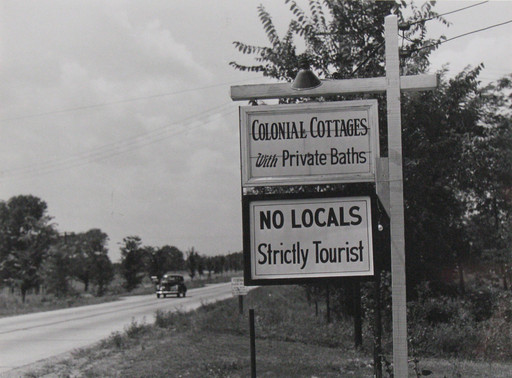 COLONIAL COTTAGES
With Private Baths
NO LOCALS
Strictly Tourist